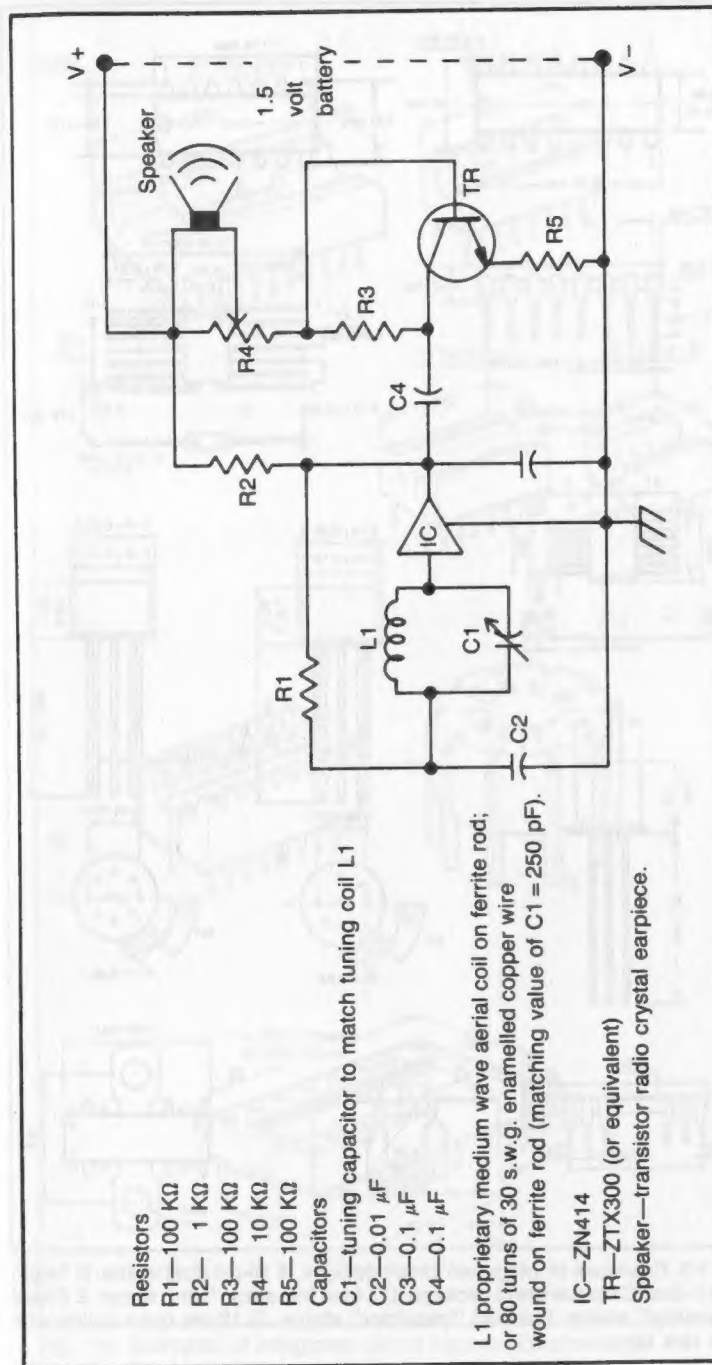 Resistors
R1—100 KΩ
R2— 1 KΩ
R3—100 KΩ
R4— 10 KΩ
R5—100 KΩ
Capacitors
C1—tuning capacitor to match tuning coil L1
C2—0.01 μF
C3—0.1 μF
C4—0.1 μF
L1 proprietary medium wave aerial coil on ferrite rod;
or 80 turns of 30 s.w.g. enamelled copper wire
wound on ferrite rod (matching value of C1 = 250 pF).
IC—ZN414
TR—ZTX300 (or equivalent)
Speaker—transistor radio crystal earpiece.
R1
L1
C1
C2
IC
R2
C4
R4
R3
Speaker
TR
R5
V+
1.5
volt
battery
V−